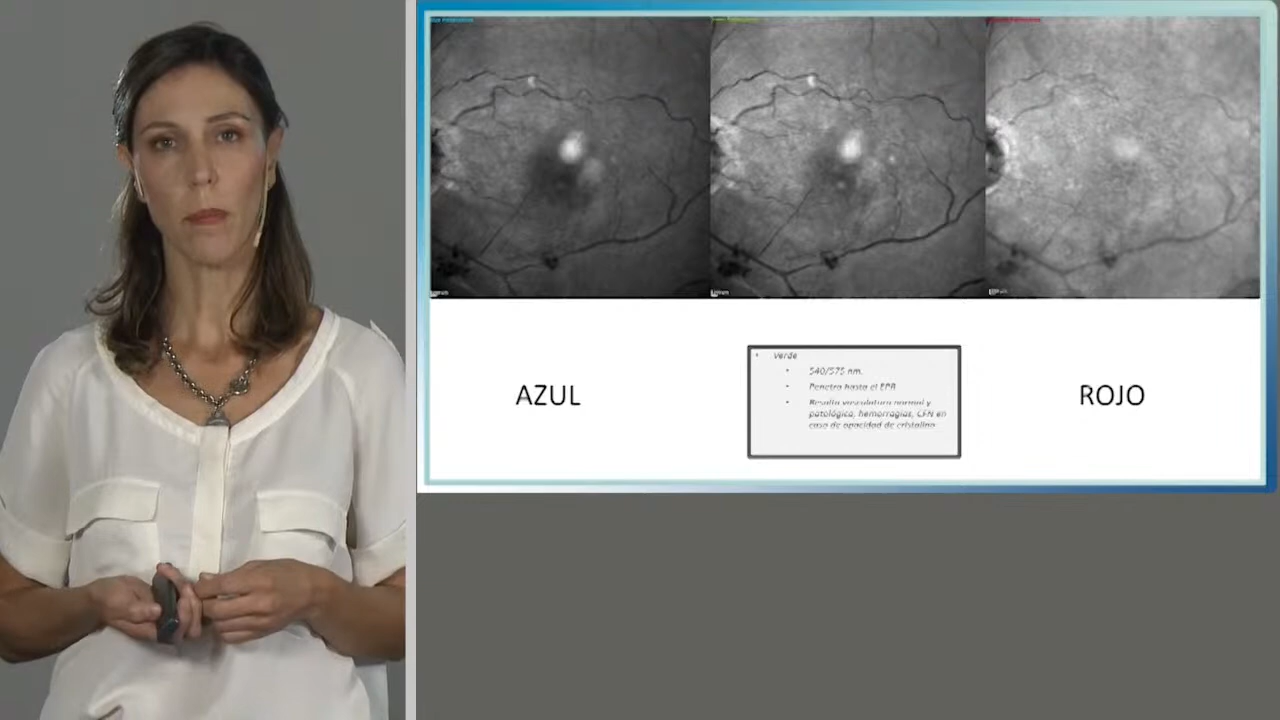 AZUL
• Verde
• 540/575 nm.
• Penetra hasta el EPR
• Resalta vasculatura normal y
patológica, hemorragias, CFN en
caso de opacidad de cristalino
ROJO